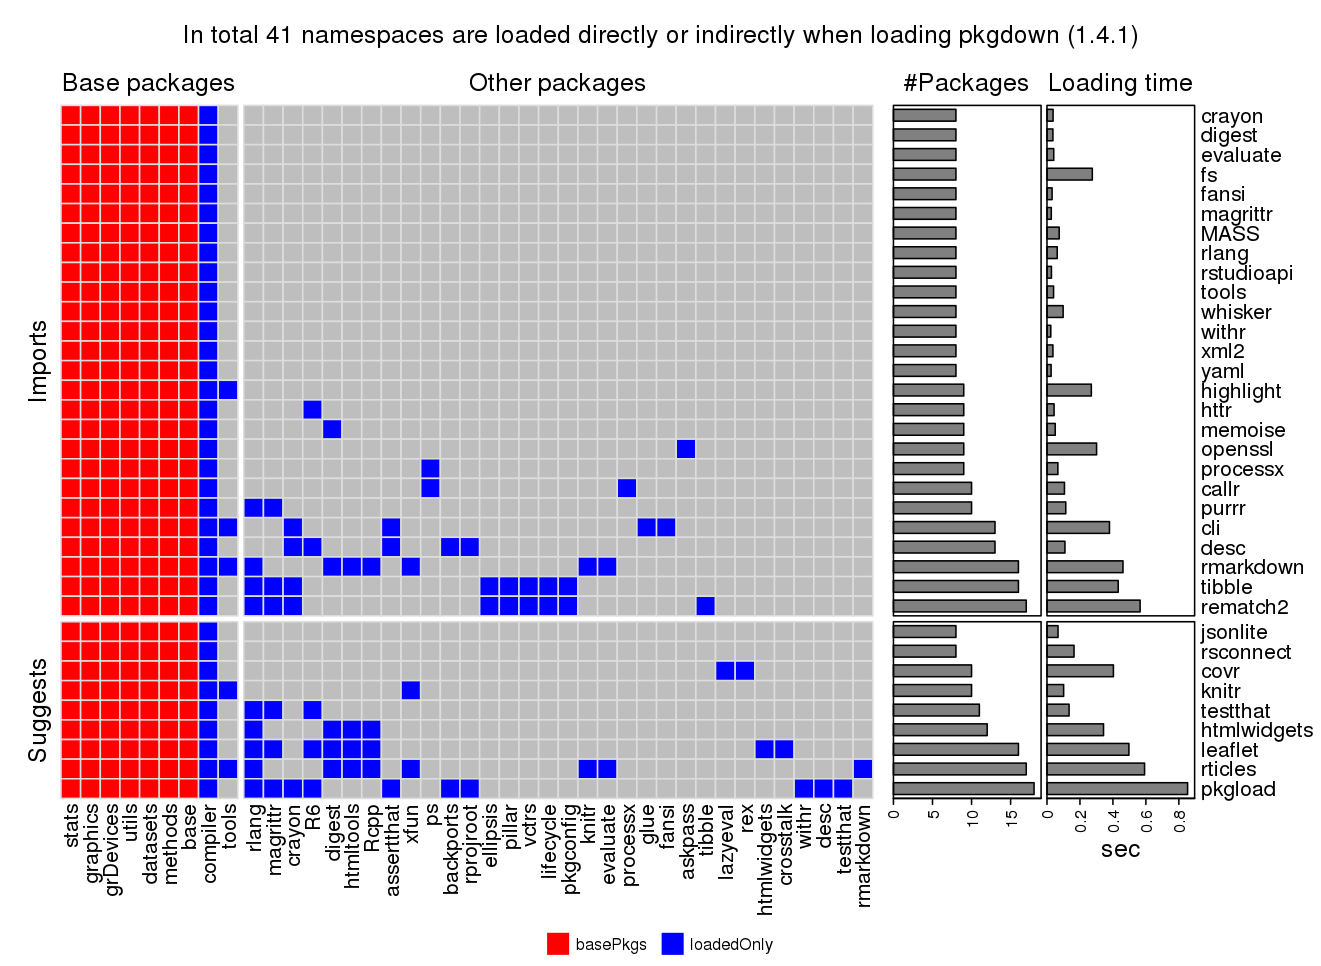 In total 41 namespaces are loaded directly or indirectly when loading pkgdown (1.4.1)
Base packages
Other packages
#Packages
Loading time
Imports
crayon
digest
evaluate
fs
fansi
magrittr
MASS
rlang
rstudioapi
tools
whisker
withr
xml2
yaml
highlight
httr
memoise
openssl
processx
callr
purrr
cli
desc
rmarkdown
tibble
rematch2
Suggests
jsonlite
rsconnect
covr
knitr
testthat
htmlwidgets
leaflet
rticles
pkgload
stats
graphics
grDevices
utils
datasets
methods
base
compiler
tools
rlang
magrittr
crayon
R6
digest
htmltools
Rcpp
assertthat
xfun
ps
backports
rprojroot
ellipsis
pillar
vctrs
lifecycle
pkgconfig
knitr
evaluate
processx
glue
fansi
askpass
tibble
lazyeval
rex
htmlwidgets
crosstalk
withr
desc
testthat
rmarkdown
0
5
10
15
0
0.2
0.4
0.6
0.8
sec
basePkgs
loadedOnly